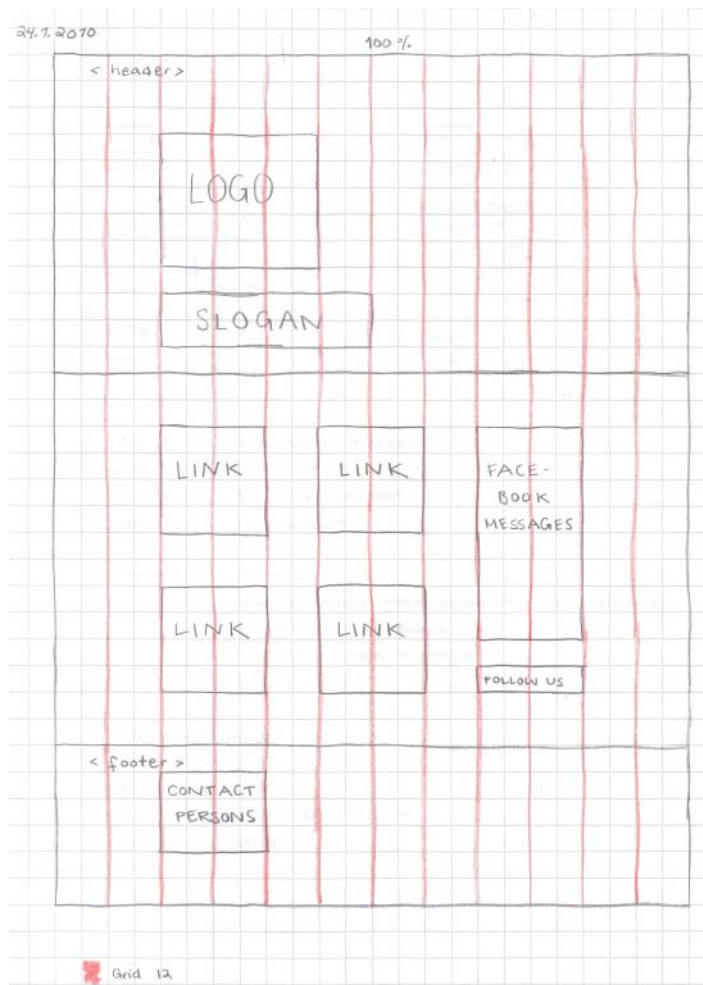 24.1.2010
100 %
< header >
LOGO
SLOGAN
LINK LINK FACE-
BOOK
MESSAGES
LINK LINK
FOLLOW US
< footer >
CONTACT
PERSONS
Grid 12